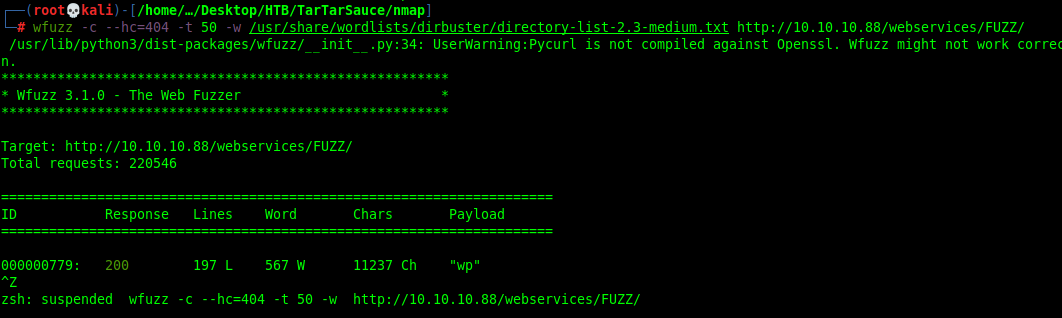 ┌──(root💀kali)-[/home/…/Desktop/HTB/TarTarSauce/nmap]
└─# wfuzz -c --hc=404 -t 50 -w /usr/share/wordlists/dirbuster/directory-list-2.3-medium.txt http://10.10.10.88/webservices/FUZZ/
 /usr/lib/python3/dist-packages/wfuzz/__init__.py:34: UserWarning:Pycurl is not compiled against Openssl. Wfuzz might not work correc
n.
********************************************************
* Wfuzz 3.1.0 - The Web Fuzzer                         *
********************************************************
Target: http://10.10.10.88/webservices/FUZZ/
Total requests: 220546
=====================================================================
ID           Response   Lines    Word       Chars       Payload
=====================================================================
000000779:   200        197 L    567 W      11237 Ch    "wp"
^Z
zsh: suspended  wfuzz -c --hc=404 -t 50 -w  http://10.10.10.88/webservices/FUZZ/